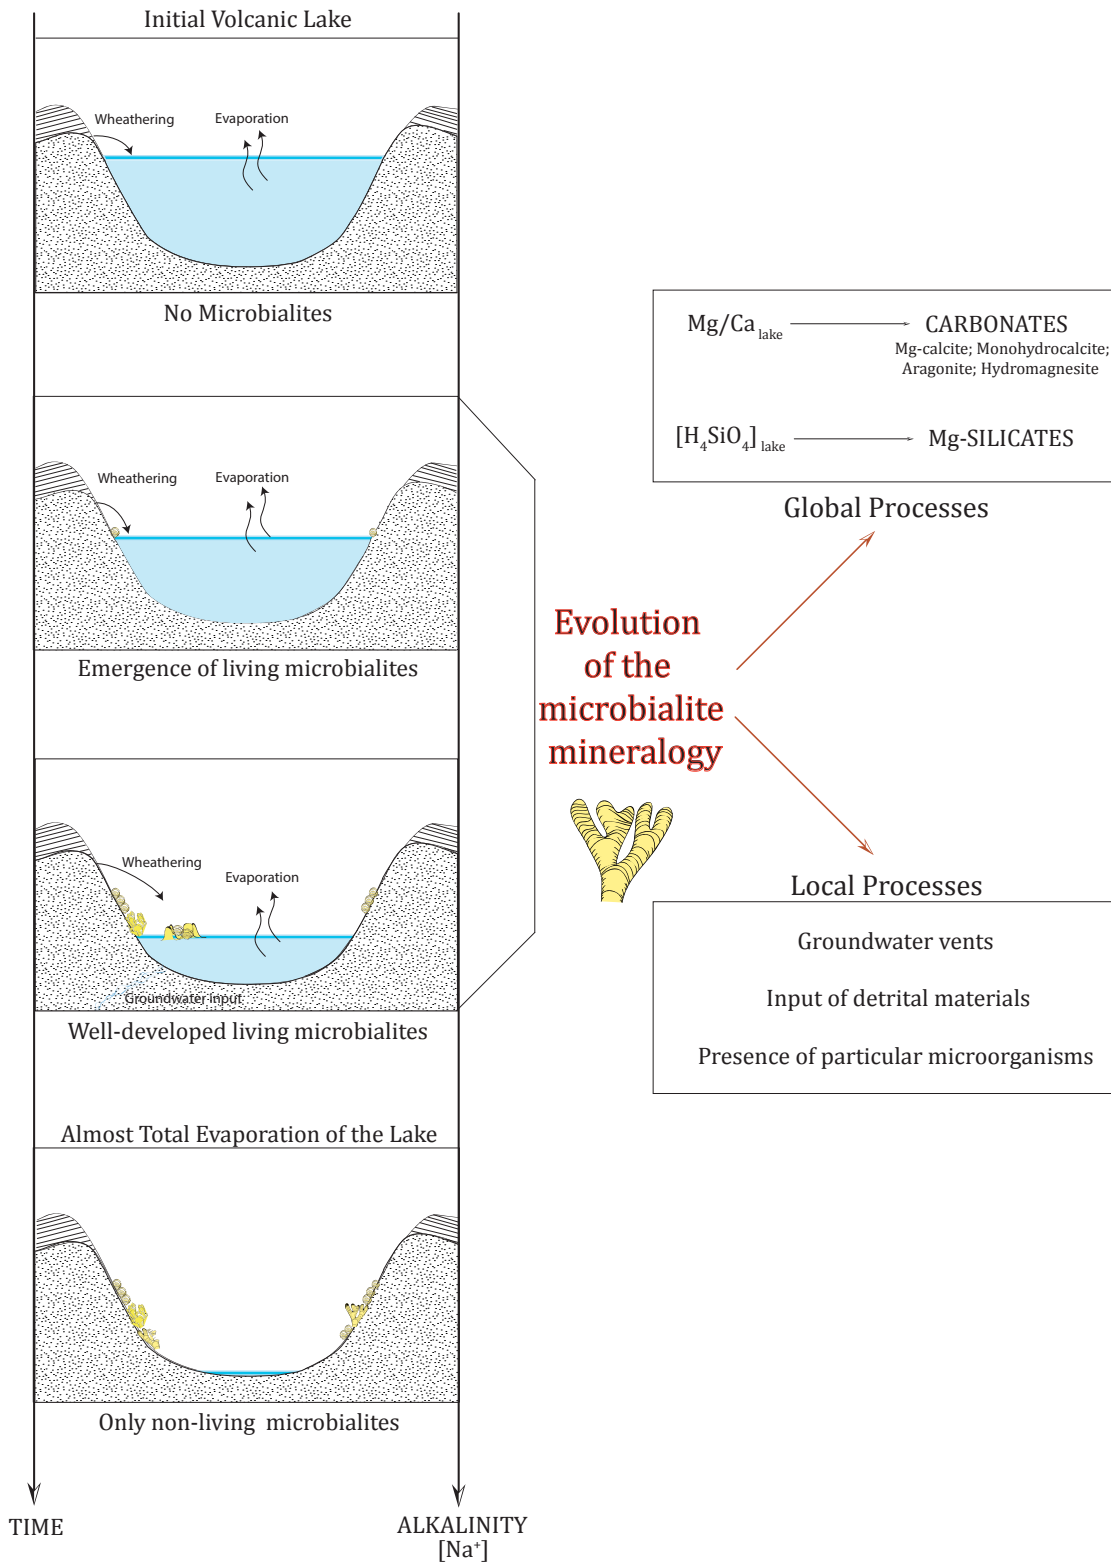 Initial Volcanic Lake
Wheathering
Evaporation
No Microbialites
Wheathering
Evaporation
Emergence of living microbialites
Wheathering
Evaporation
Groundwater input
Well-developed living microbialites
Almost Total Evaporation of the Lake
Only non-living microbialites
TIME
ALKALINITY
[Na⁺]
Evolution
of the
microbialite
mineralogy
Mg/Ca lake
CARBONATES
Mg-calcite; Monohydrocalcite;
Aragonite; Hydromagnesite
[H₄SiO₄] lake
Mg-SILICATES
Global Processes
Local Processes
Groundwater vents
Input of detrital materials
Presence of particular microorganisms